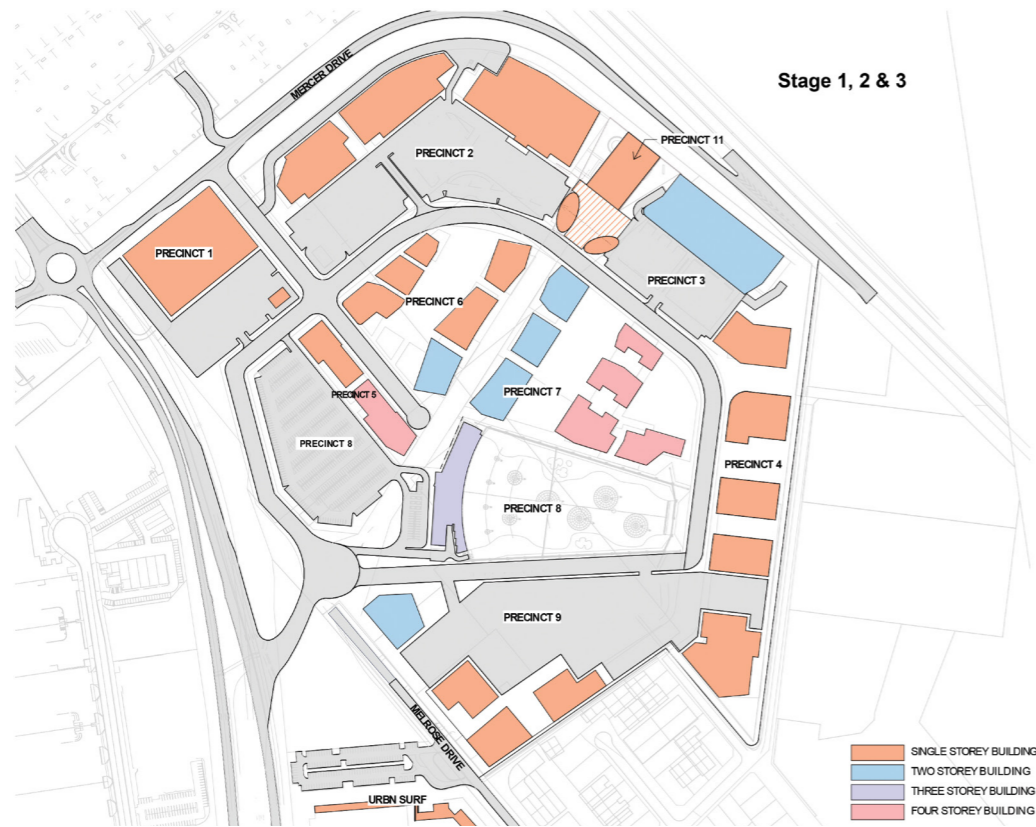 MERCER DRIVE
Stage 1, 2 & 3
PRECINCT 11
PRECINCT 2
PRECINCT 1
PRECINCT 3
PRECINCT 6
PRECINCT 7
PRECINCT 5
PRECINCT 8
PRECINCT 4
PRECINCT 8
PRECINCT 9
MELROSE DRIVE
URBN SURF
SINGLE STOREY BUILDING
TWO STOREY BUILDING
THREE STOREY BUILDING
FOUR STOREY BUILDING